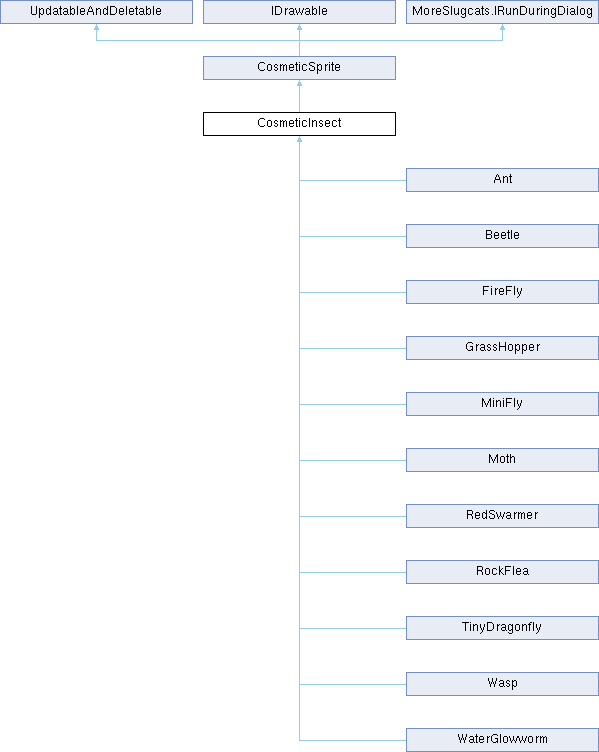 UpdatableAndDeletable
IDrawable
MoreSlugcats.IRunDuringDialog
CosmeticSprite
CosmeticInsect
Ant
Beetle
FireFly
GrassHopper
MiniFly
Moth
RedSwarmer
RockFlea
TinyDragonfly
Wasp
WaterGlowworm